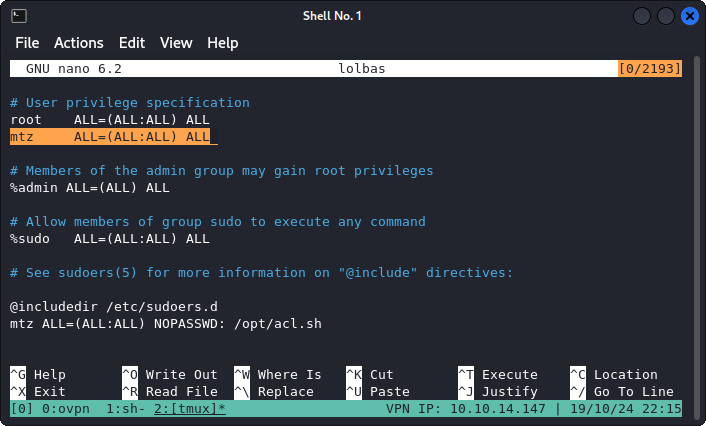 Shell No. 1
File Actions Edit View Help
GNU nano 6.2 lolbas [0/2193]
# User privilege specification
root ALL=(ALL:ALL) ALL
mtz ALL=(ALL:ALL) ALL
# Members of the admin group may gain root privileges
%admin ALL=(ALL) ALL
# Allow members of group sudo to execute any command
%sudo ALL=(ALL:ALL) ALL
# See sudoers(5) for more information on "@include" directives:
@includedir /etc/sudoers.d
mtz ALL=(ALL:ALL) NOPASSWD: /opt/acl.sh
^G Help ^O Write Out ^W Where Is ^K Cut ^T Execute ^C Location
^X Exit ^R Read File ^\ Replace ^U Paste ^J Justify ^/ Go To Line
[0] 0:ovpn 1:sh- 2:[tmux]* VPN IP: 10.10.14.147 | 19/10/24 22:15